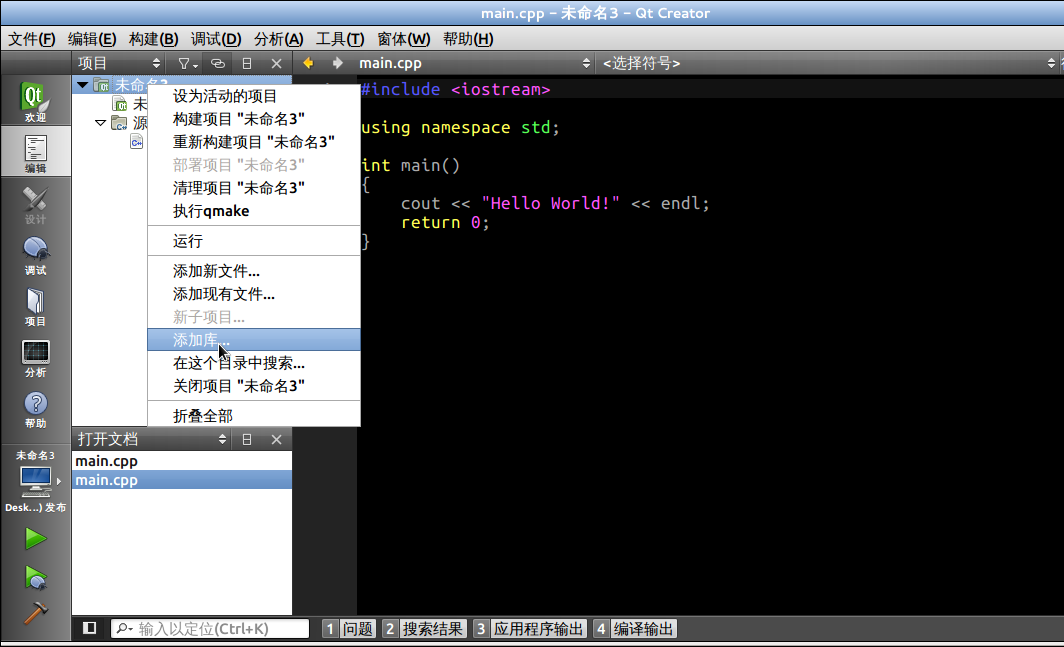 main.cpp - 未命名3 - Qt Creator
文件(F) 编辑(E) 构建(B) 调试(D) 分析(A) 工具(T) 窗体(W) 帮助(H)
项目
main.cpp
<选择符号>
欢迎
编辑
设计
调试
项目
分析
帮助
未命名3
Desk...) 发布
未命名3
未
源
设为活动的项目
构建项目 "未命名3"
重新构建项目 "未命名3"
部署项目 "未命名3"
清理项目 "未命名3"
执行qmake
运行
添加新文件...
添加现有文件...
新子项目...
添加库...
在这个目录中搜索...
关闭项目 "未命名3"
折叠全部
#include <iostream>
using namespace std;
int main()
{
    cout << "Hello World!" << endl;
    return 0;
}
打开文档
main.cpp
main.cpp
输入以定位(Ctrl+K)
1 问题 2 搜索结果 3 应用程序输出 4 编译输出